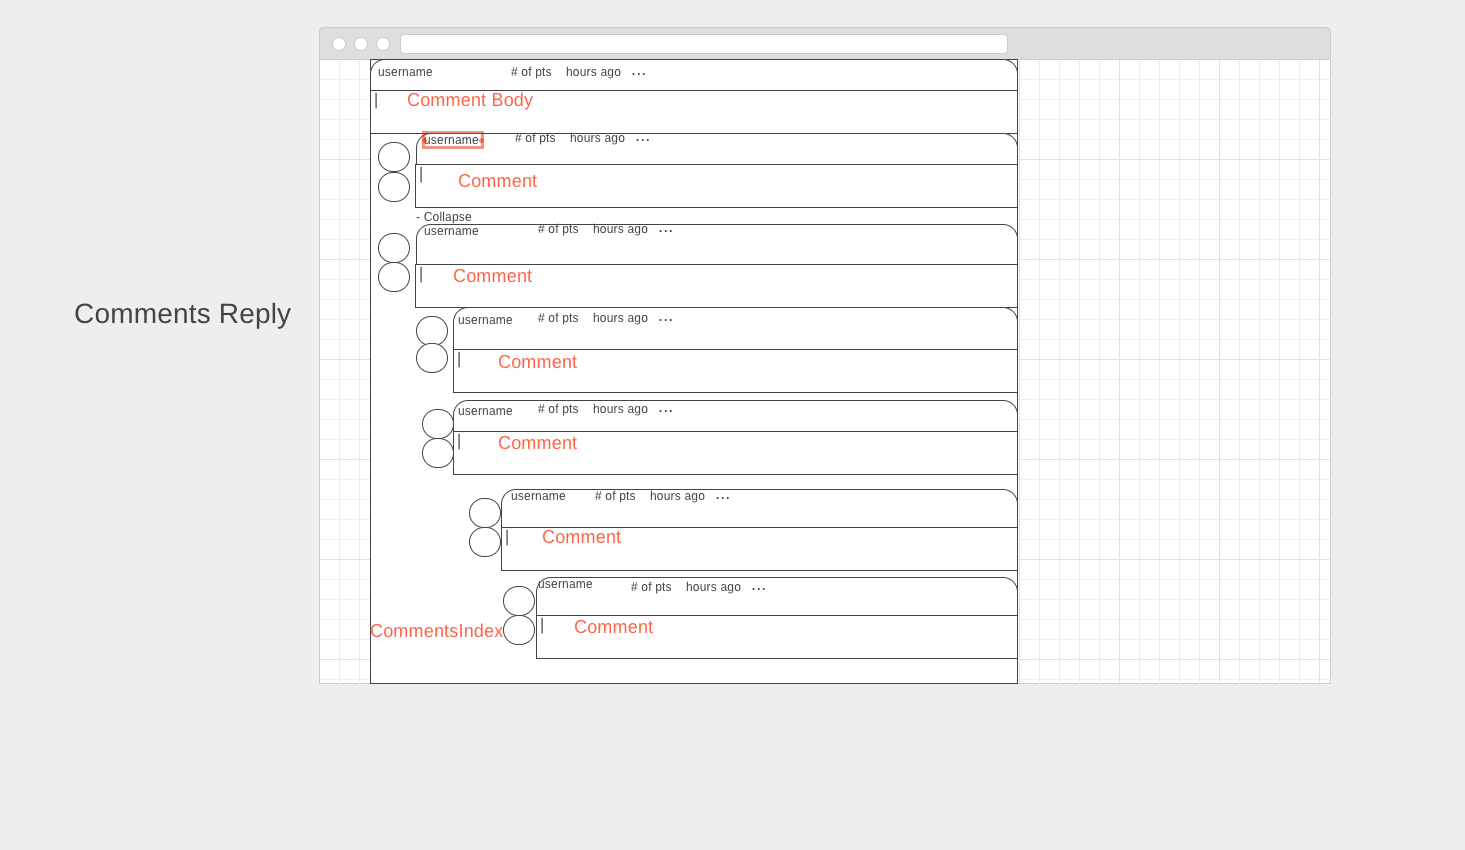 username # of pts hours ago ...
Comment Body
username # of pts hours ago ...
Comment
- Collapse
username # of pts hours ago ...
Comment
Comments Reply
username # of pts hours ago ...
Comment
username # of pts hours ago ...
Comment
username # of pts hours ago ...
Comment
username # of pts hours ago ...
CommentsIndex
Comment